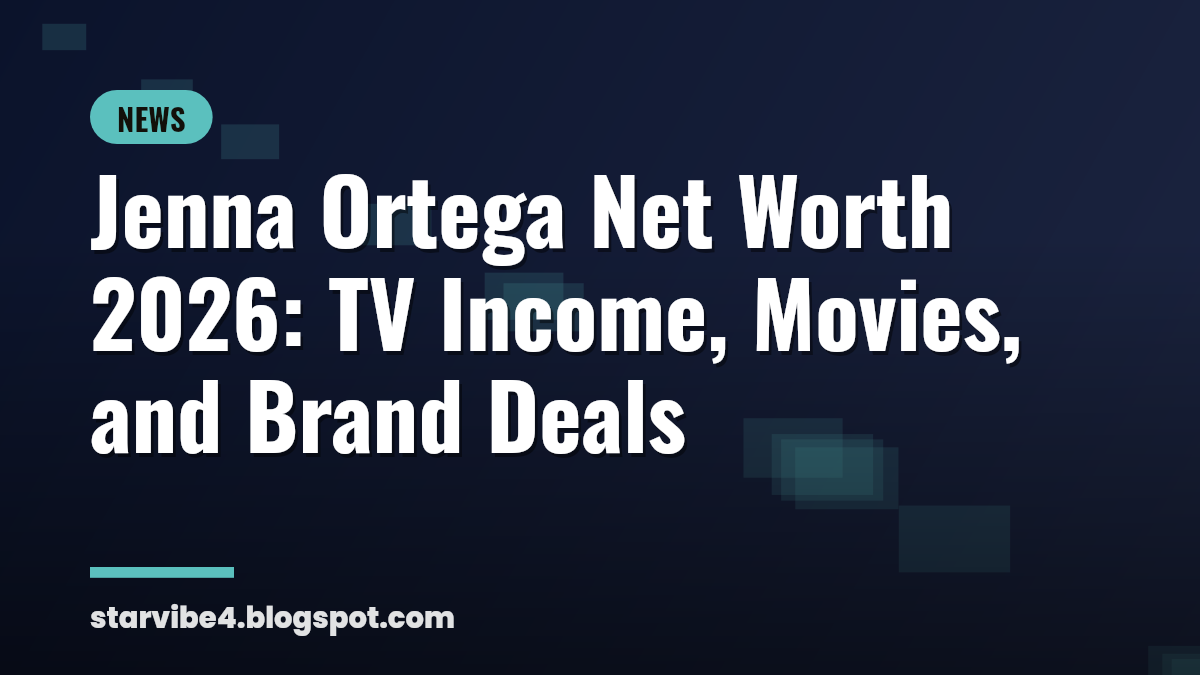 NEWS
Jenna Ortega Net Worth
2026: TV Income, Movies,
and Brand Deals
starvibe4.blogspot.com